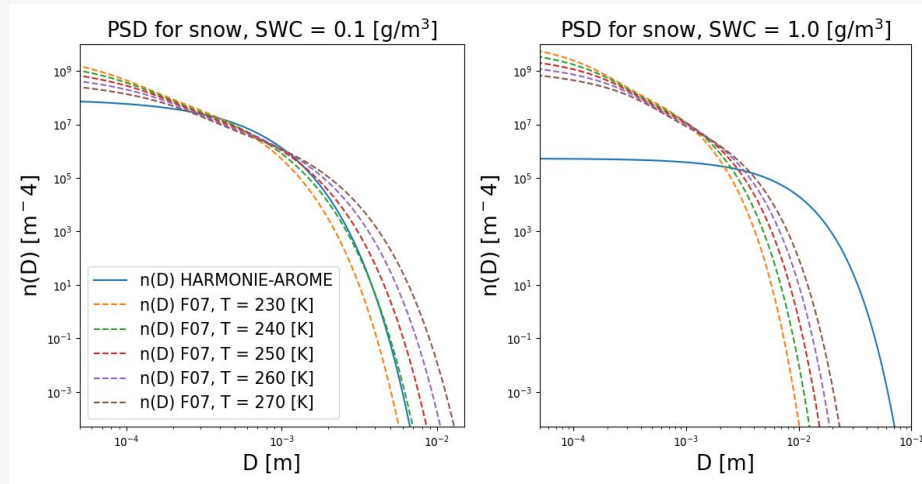 PSD for snow, SWC = 0.1 [g/m³]
n(D) [m⁻4]
10⁹
10⁷
10⁵
10³
10¹
10⁻¹
10⁻³
n(D) HARMONIE-AROME
n(D) F07, T = 230 [K]
n(D) F07, T = 240 [K]
n(D) F07, T = 250 [K]
n(D) F07, T = 260 [K]
n(D) F07, T = 270 [K]
10⁻⁴
10⁻³
10⁻²
D [m]
PSD for snow, SWC = 1.0 [g/m³]
n(D) [m⁻4]
10⁹
10⁷
10⁵
10³
10¹
10⁻¹
10⁻³
10⁻⁴
10⁻³
10⁻²
10⁻¹
D [m]